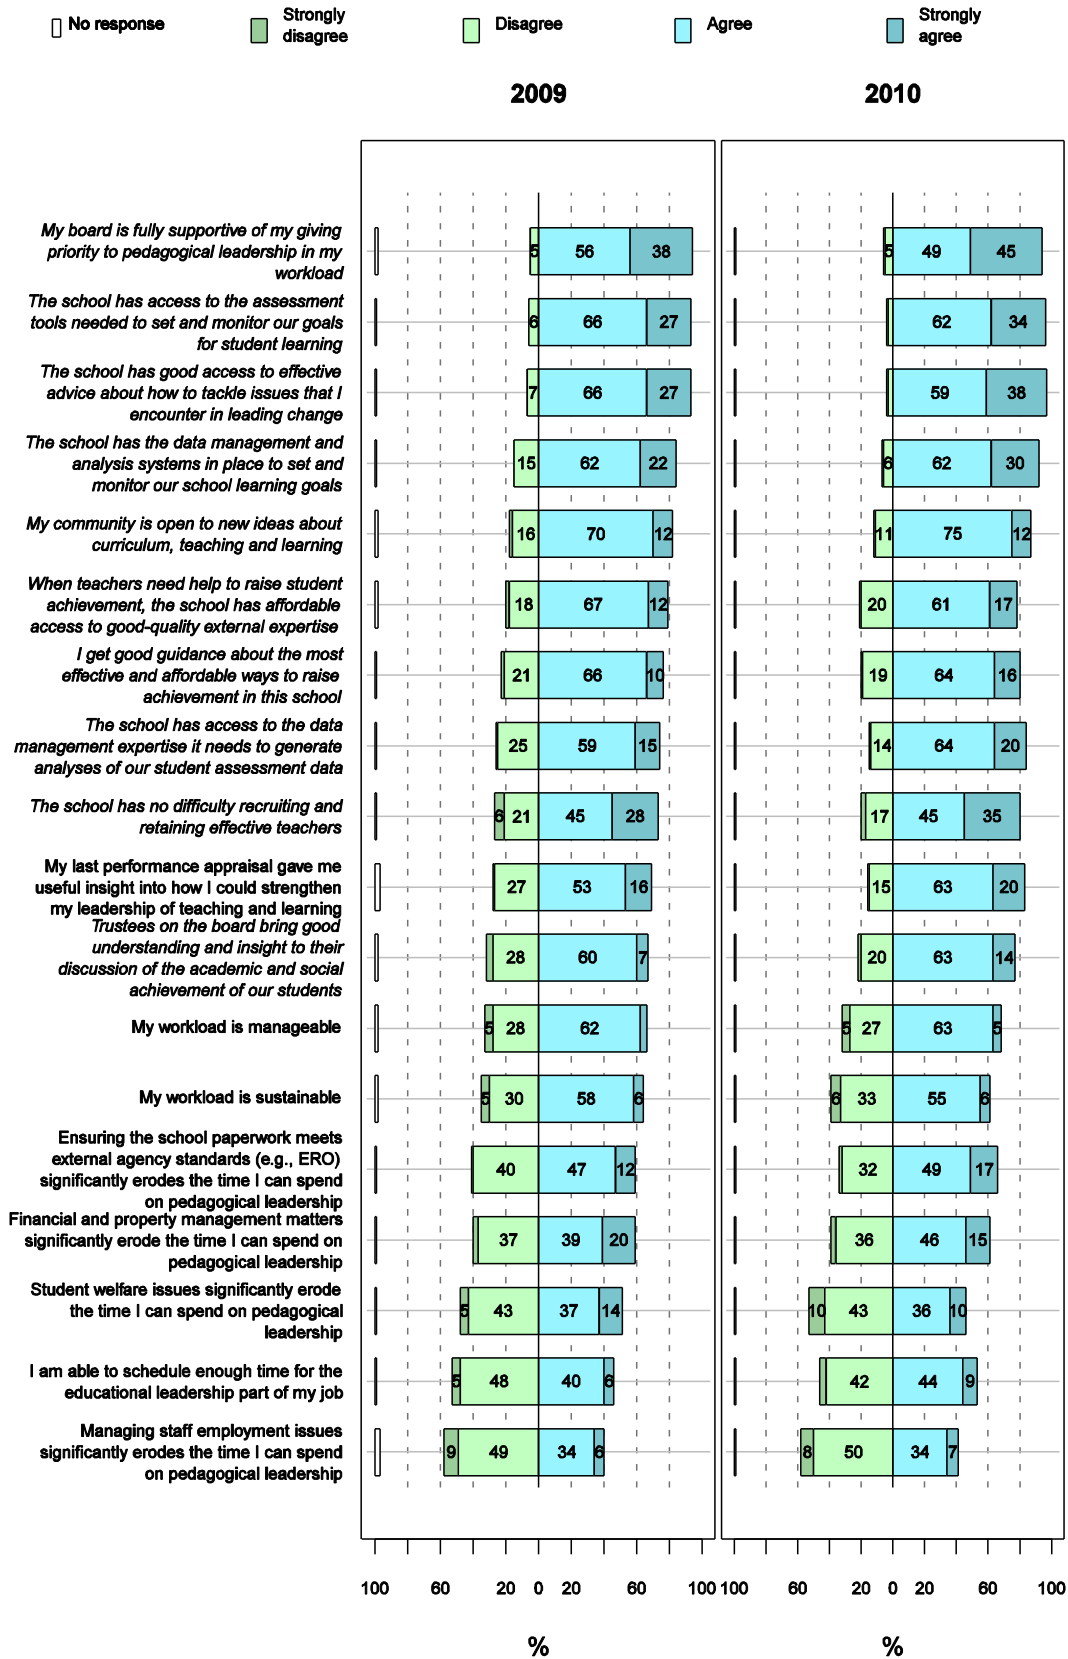 No response
Strongly
disagree
Disagree
Agree
Strongly
agree
2009
2010
My board is fully supportive of my giving
priority to pedagogical leadership in my
workload
5 56 38 5 49 45
The school has access to the assessment
tools needed to set and monitor our goals
for student learning
6 66 27 62 34
The school has good access to effective
advice about how to tackle issues that I
encounter in leading change
7 66 27 59 38
The school has the data management and
analysis systems in place to set and
monitor our school learning goals
15 62 22 6 62 30
My community is open to new ideas about
curriculum, teaching and learning
16 70 12 11 75 12
When teachers need help to raise student
achievement, the school has affordable
access to good-quality external expertise
18 67 12 20 61 17
I get good guidance about the most
effective and affordable ways to raise
achievement in this school
21 66 10 19 64 16
The school has access to the data
management expertise it needs to generate
analyses of our student assessment data
25 59 15 14 64 20
The school has no difficulty recruiting and
retaining effective teachers
6 21 45 28 17 45 35
My last performance appraisal gave me
useful insight into how I could strengthen
my leadership of teaching and learning
27 53 16 15 63 20
Trustees on the board bring good
understanding and insight to their
discussion of the academic and social
achievement of our students
28 60 7 20 63 14
My workload is manageable
5 28 62 5 27 63 5
My workload is sustainable
5 30 58 6 6 33 55 6
Ensuring the school paperwork meets
external agency standards (e.g., ERO)
significantly erodes the time I can spend
on pedagogical leadership
40 47 12 32 49 17
Financial and property management matters
significantly erode the time I can spend on
pedagogical leadership
37 39 20 36 46 15
Student welfare issues significantly erode
the time I can spend on pedagogical
leadership
5 43 37 14 10 43 36 10
I am able to schedule enough time for the
educational leadership part of my job
5 48 40 6 42 44 9
Managing staff employment issues
significantly erodes the time I can spend
on pedagogical leadership
9 49 34 6 8 50 34 7
100 60 20 0 20 60 100 100 60 20 0 20 60 100
% %